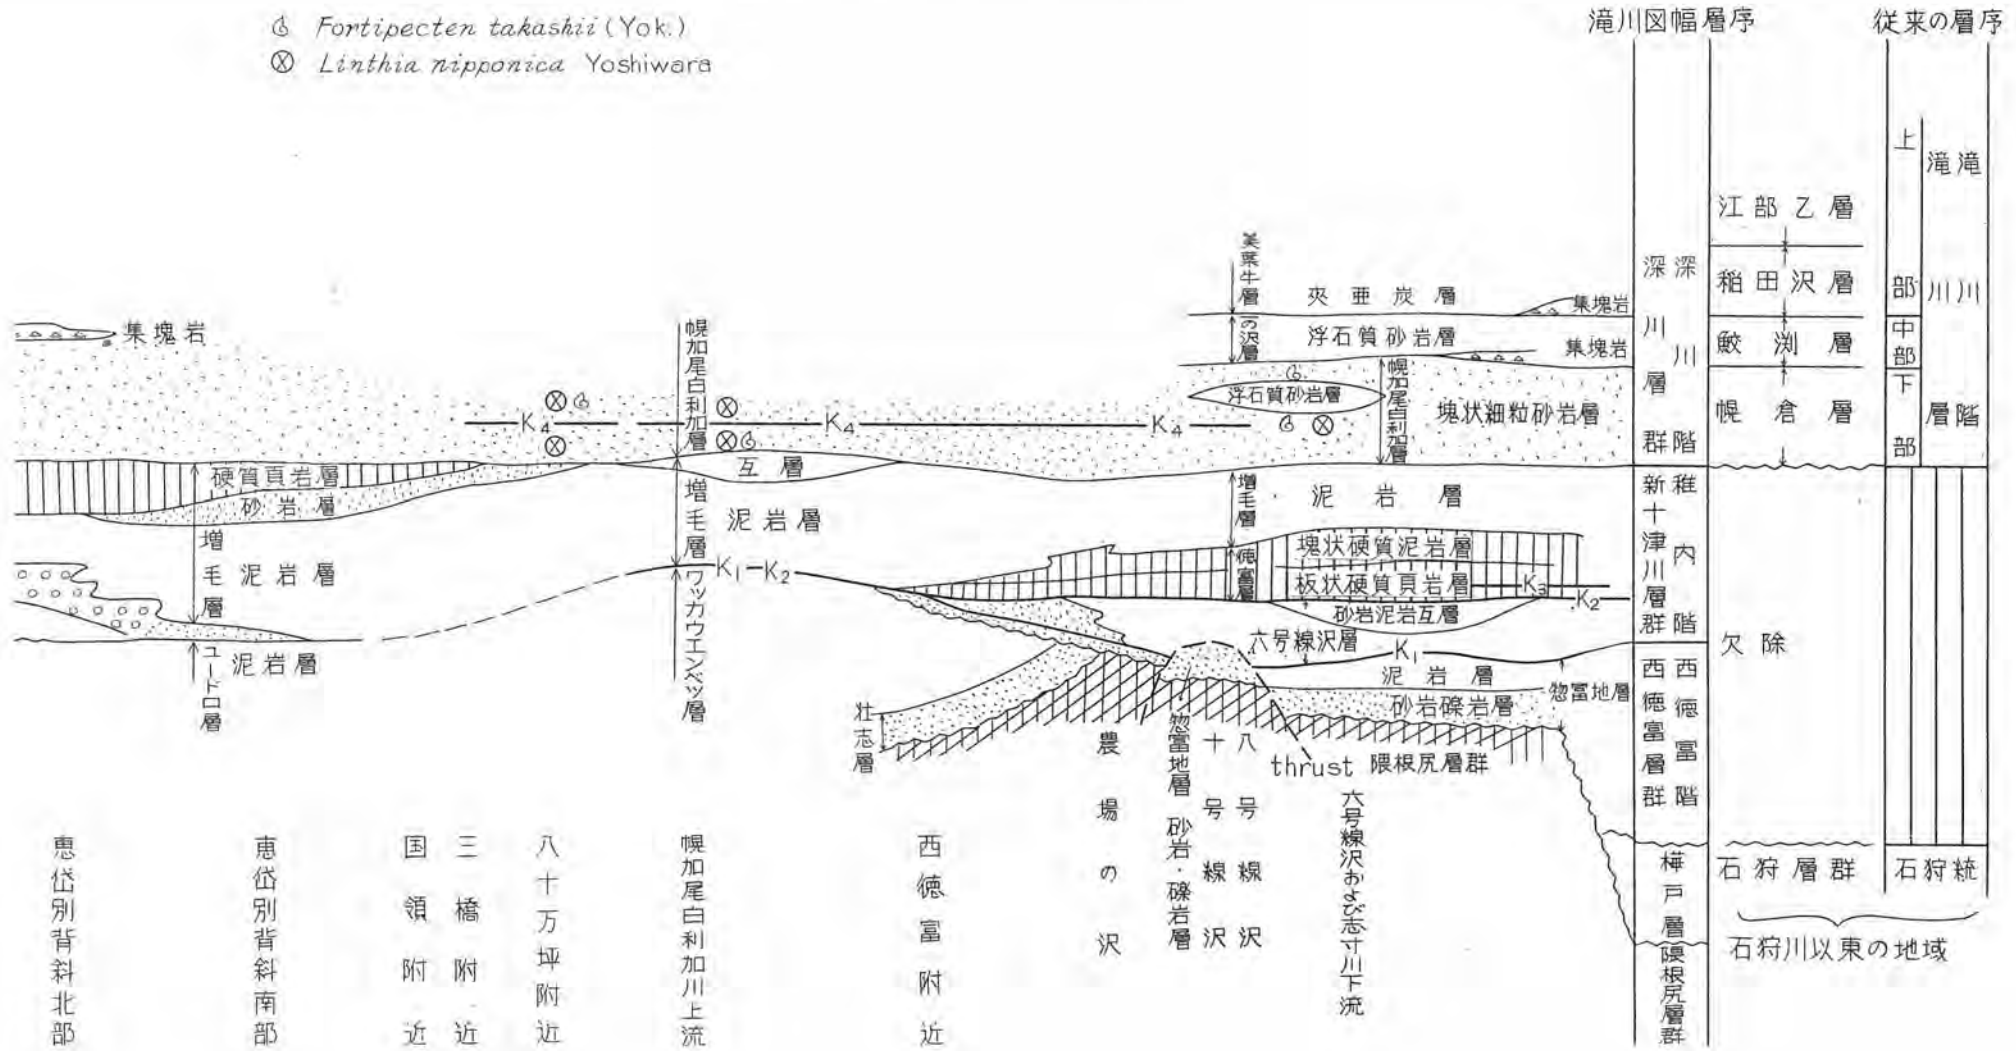 Fortipecten takashii (Yok.)
Linthia nipponica Yoshiwara
滝川図幅層序
従来の層序
集塊岩
硬質頁岩層
砂岩層
増毛層
泥岩層
ユードロ層
泥岩層
K4
K4
K4
幌加尾白利加層
互層
増毛層
泥岩層
K1-K2
ワッカウエンベツ層
壮志層
美葉牛層
夾亜炭層
集塊岩
一の沢層
浮石質砂岩層
集塊岩
浮石質砂岩層
幌加尾白利加層
塊状細粒砂岩層
増毛層
泥岩層
塊状硬質泥岩層
徳富層
板状硬質頁岩層
K3
K2
砂岩泥岩互層
六号線沢層
K1
泥岩層
惣富地層
砂岩礫岩層
thrust
隈根尻層群
深川層群
深川階
新十津川層群
稚内階
西徳富層群
西徳富階
樺戸層
隈根尻層群
江部乙層
稲田沢層
鮫渕層
幌倉層
欠除
石狩層群
上部
中部
下部
滝川層
滝川階
石狩統
石狩川以東の地域
恵岱別背斜北部
恵岱別背斜南部
国領附近
三橋附近
八十万坪附近
幌加尾白利加川上流
西徳富附近
農場の沢
惣富地層 砂岩・礫岩層
十号線沢
八号線沢
六号線沢および志寸川下流